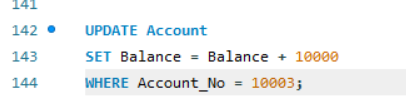 141
142 UPDATE Account
143 SET Balance = Balance + 10000
144 WHERE Account_No = 10003;